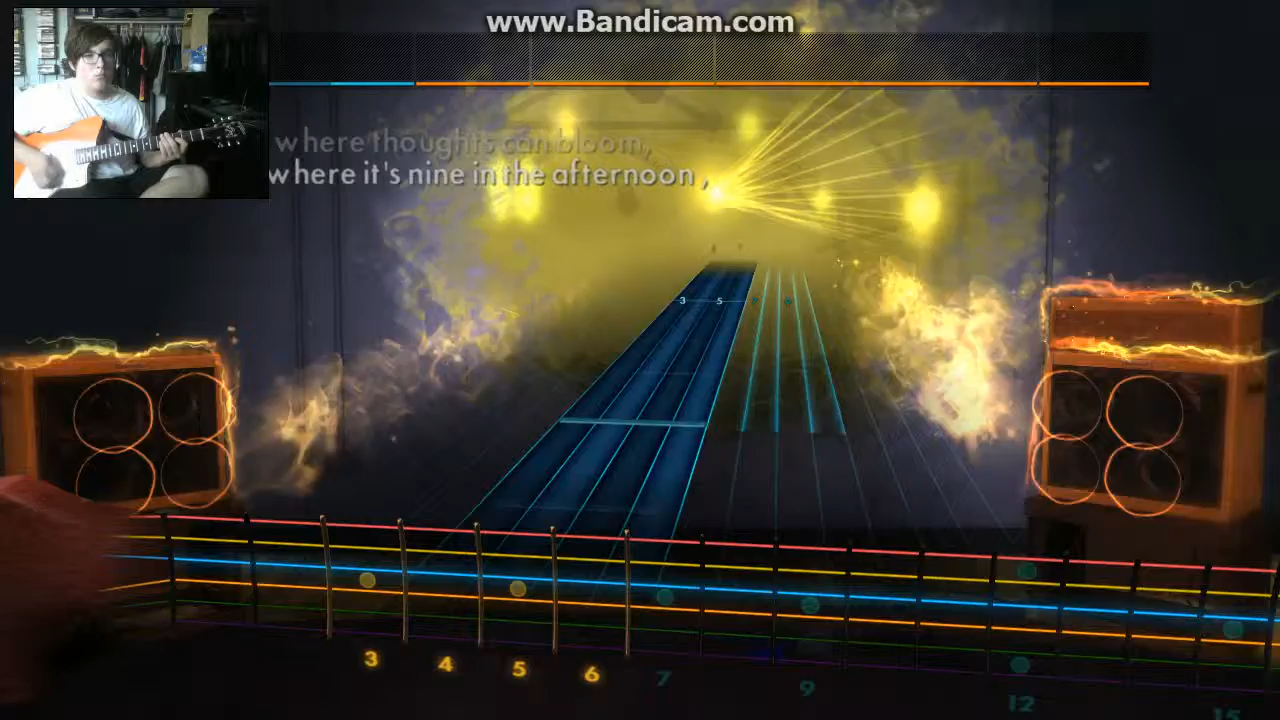 www.Bandicam.com
where thoughts can bloom,
where it's nine in the afternoon,
3 5 7
3 4 5 6 7 9 12 15